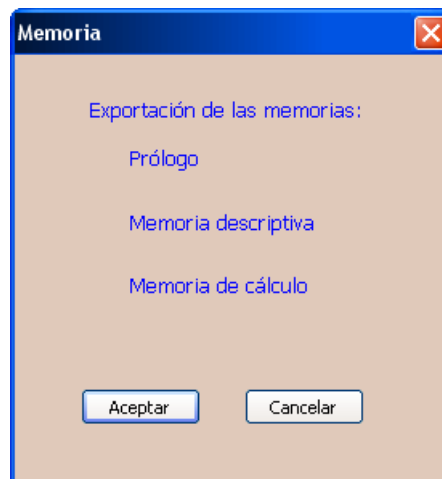 Memoria
Exportación de las memorias:
Prólogo
Memoria descriptiva
Memoria de cálculo
Aceptar
Cancelar